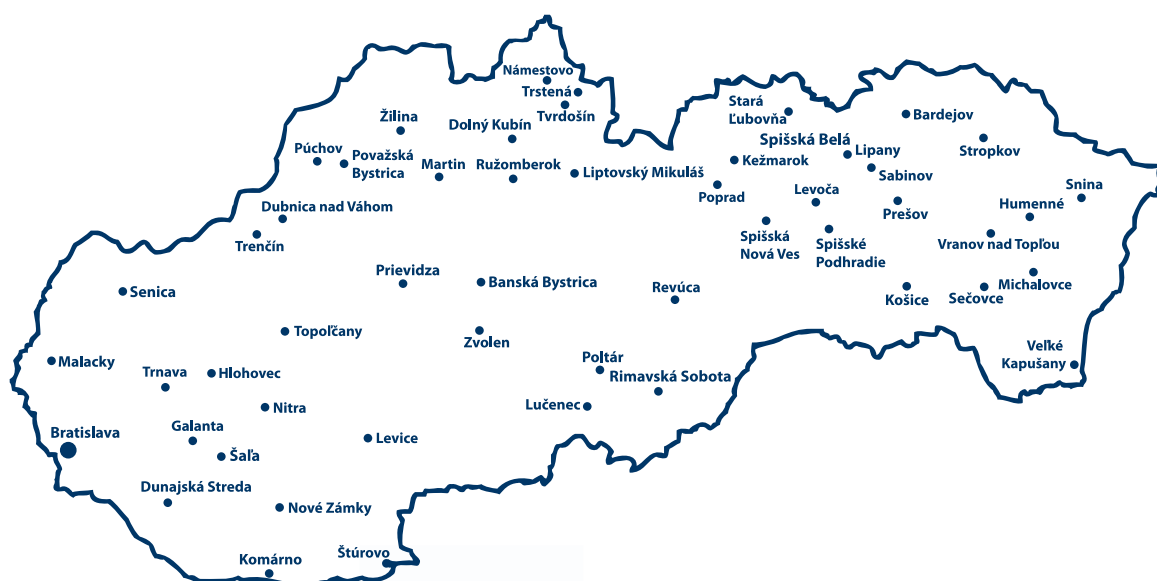 Námestovo
Trstená
Tvrdošín
Stará
Ľubovňa
Bardejov
Žilina
Dolný Kubín
Spišská Belá
Lipany
Stropkov
Púchov
Považská
Bystrica
Martin
Ružomberok
Liptovský Mikuláš
Kežmarok
Sabinov
Poprad
Levoča
Prešov
Snina
Humenné
Dubnica nad Váhom
Trenčín
Spišská
Nová Ves
Spišské
Podhradie
Vranov nad Topľou
Prievidza
Banská Bystrica
Revúca
Košice
Sečovce
Michalovce
Senica
Topoľčany
Zvolen
Malacky
Poltár
Veľké
Kapušany
Trnava
Hlohovec
Rimavská Sobota
Nitra
Lučenec
Bratislava
Galanta
Šaľa
Levice
Dunajská Streda
Nové Zámky
Komárno
Štúrovo